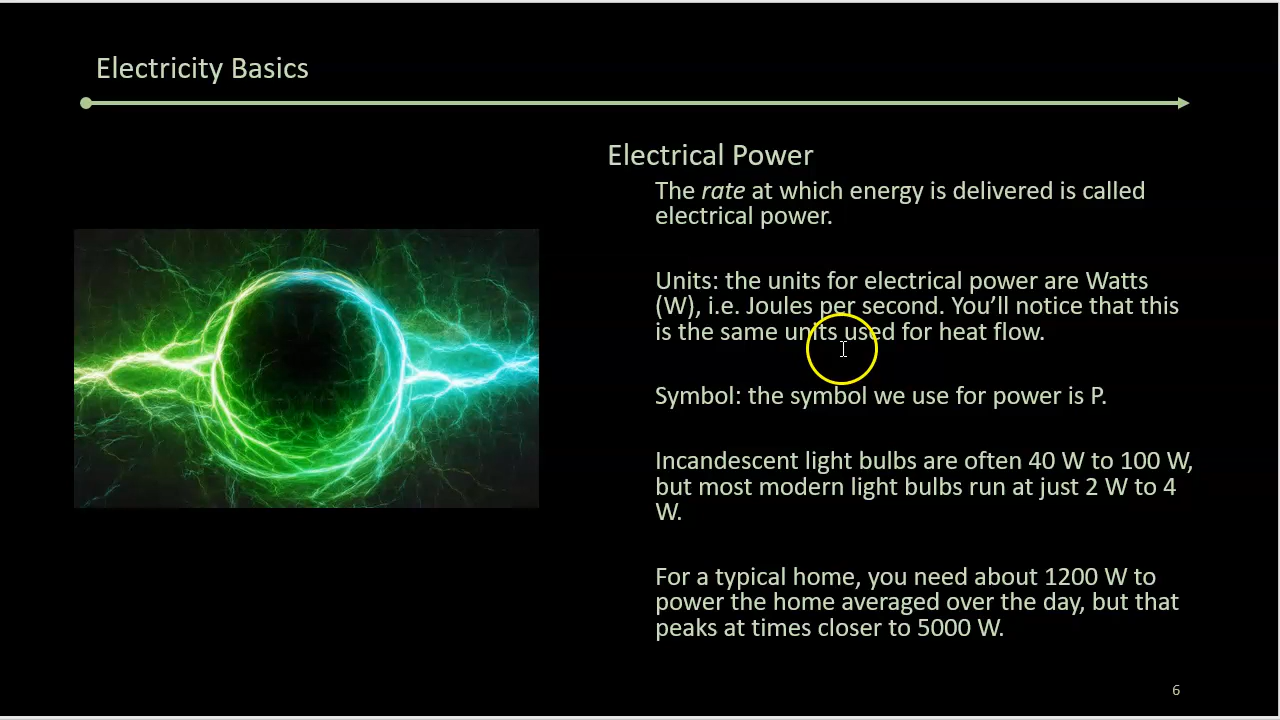 Electricity Basics
Electrical Power
The rate at which energy is delivered is called
electrical power.
Units: the units for electrical power are Watts
(W), i.e. Joules per second. You’ll notice that this
is the same units used for heat flow.
Symbol: the symbol we use for power is P.
Incandescent light bulbs are often 40 W to 100 W,
but most modern light bulbs run at just 2 W to 4
W.
For a typical home, you need about 1200 W to
power the home averaged over the day, but that
peaks at times closer to 5000 W.
6